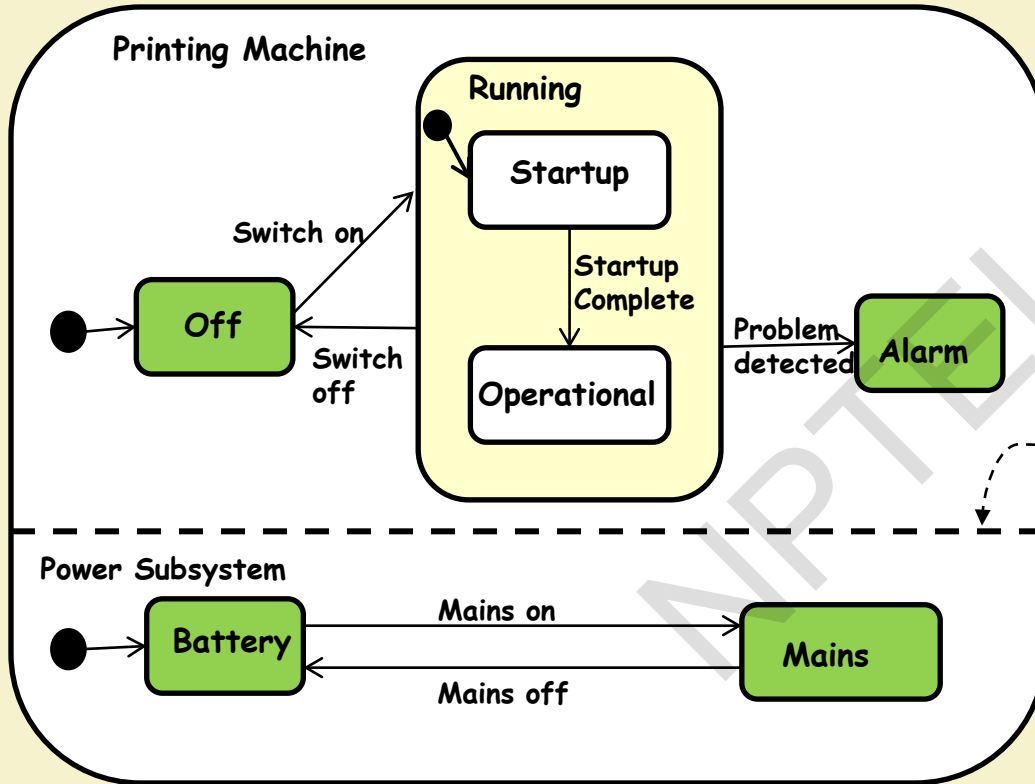 Printing Machine
Running
Startup
Switch on
Startup
Complete
Off
Switch
off
Problem
detected
Alarm
Operational
NPTEL
Power Subsystem
Battery
Mains on
Mains
Mains off